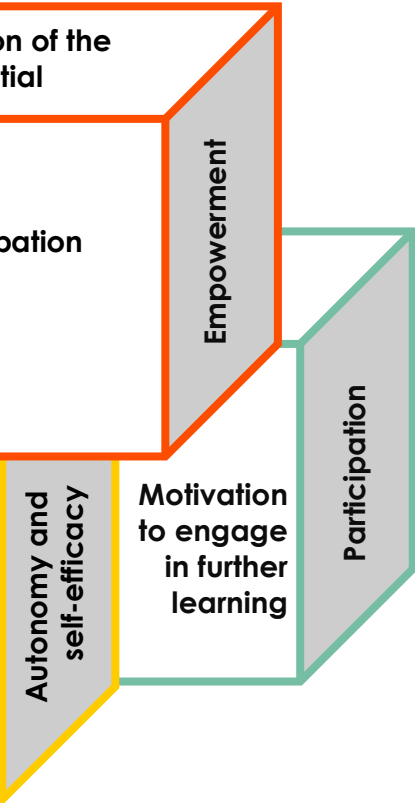 on of the
tial
Empowerment
pation
Participation
Motivation
to engage
in further
learning
Autonomy and
self-efficacy